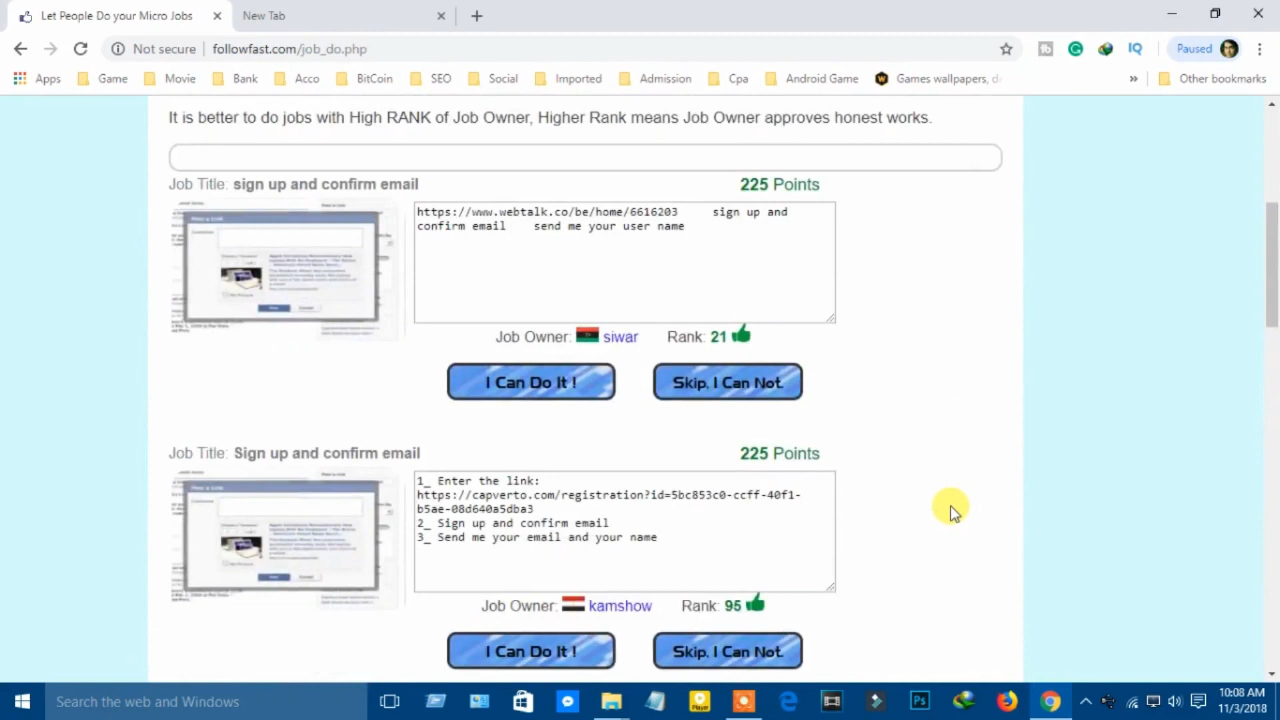 Let People Do your Micro Jobs
New Tab
Not secure
followfast.com/job_do.php
Paused
Apps
Game
Movie
Bank
Acco
BitCoin
SEO
Social
Imported
Admission
Cpa
Android Game
Games wallpapers, d
Other bookmarks
It is better to do jobs with High RANK of Job Owner, Higher Rank means Job Owner approves honest works.
Job Title: sign up and confirm email
225 Points
https://www.webtalk.co/be/home/6616203 sign up and
confirm email send me your user name
Job Owner: siwar Rank: 21
I Can Do It !
Skip, I Can Not.
Job Title: Sign up and confirm email
225 Points
1_ Enter the link:
https://capverto.com/registration?id=5bc853c0-ccff-40f1-
b5ae-08d640a5dba3
2_ Sign up and confirm email
3_ Send me your email and your name
Job Owner: kamshow Rank: 95
I Can Do It !
Skip, I Can Not.
Search the web and Windows
10:08 AM
11/3/2018